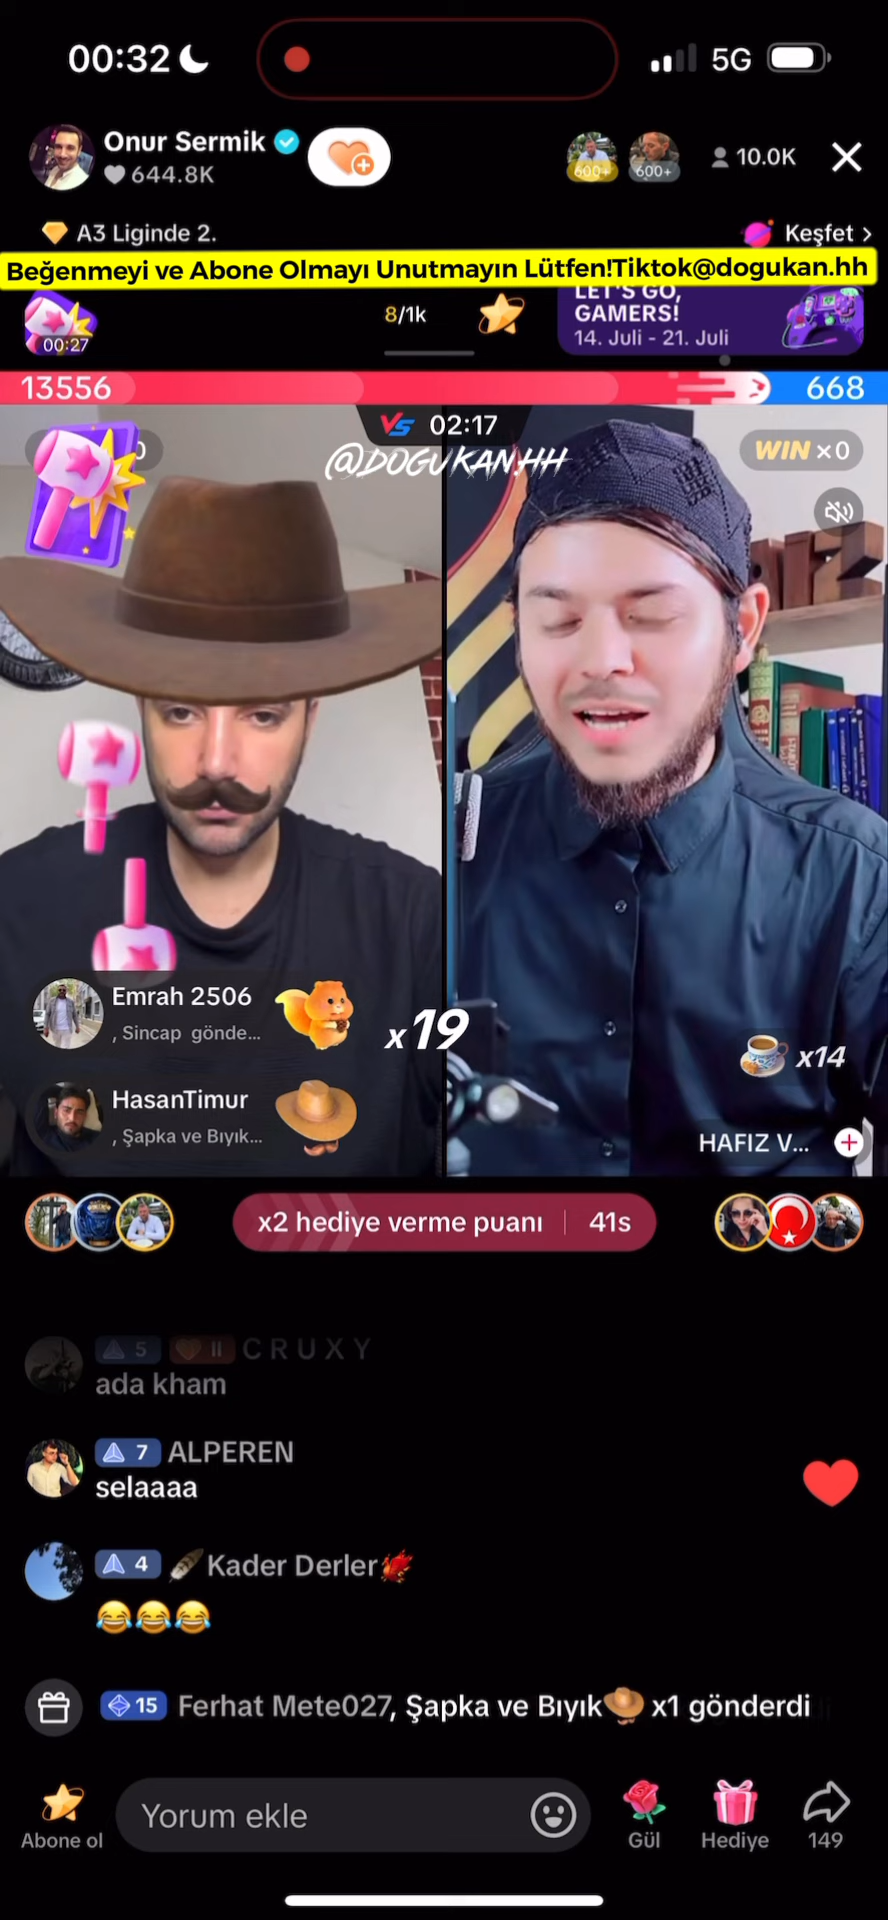 00:32
5G
Onur Sermik
644.8K
600+
600+
10.0K
A3 Liginde 2.
Keşfet >
Beğenmeyi ve Abone Olmayı Unutmayın Lütfen!Tiktok@dogukan.hh
00:27
8/1k
LET'S GO,
GAMERS!
14. Juli - 21. Juli
13556
668
VS 02:17
@DOGUKAN.HH
WIN x0
Emrah 2506
, Sincap gönde...
x19
x14
HasanTimur
, Şapka ve Bıyık...
HAFIZ V...
x2 hediye verme puanı
41s
5 II C R U X Y
ada kham
7 ALPEREN
selaaaa
4 Kader Derler
😂😂😂
15 Ferhat Mete027, Şapka ve Bıyık x1 gönderdi
Yorum ekle
Abone ol
Gül
Hediye
149